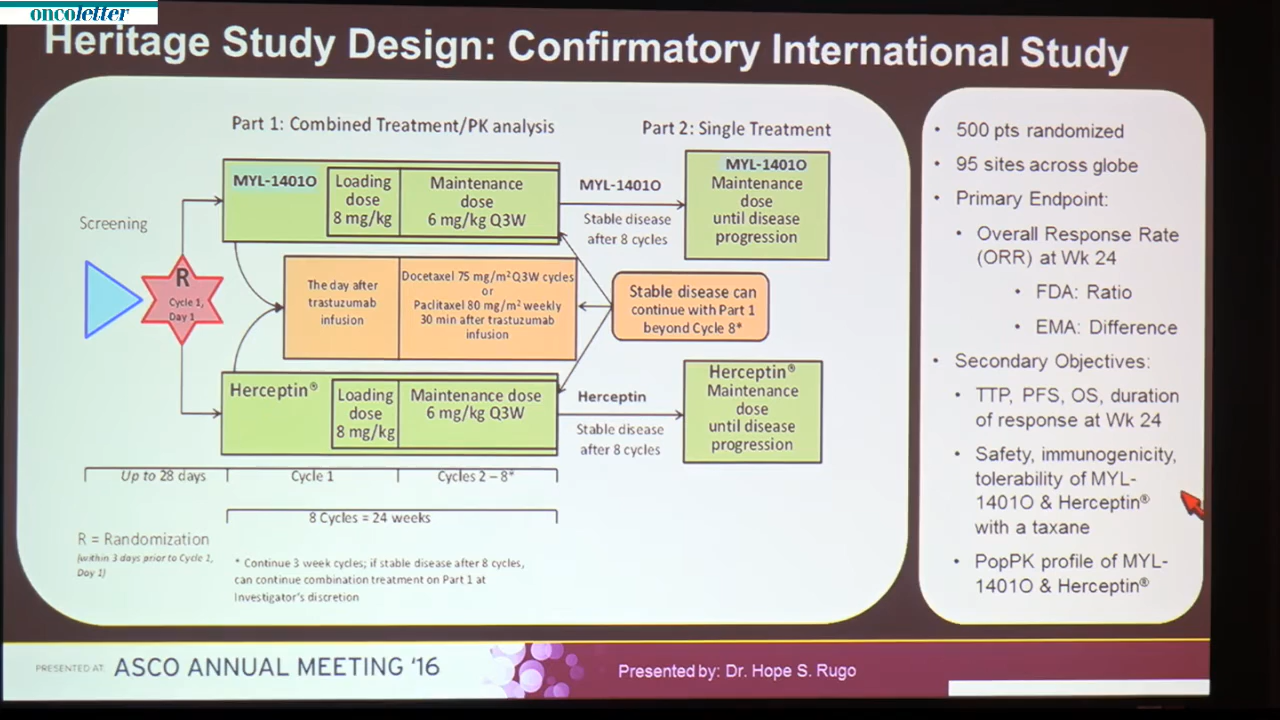 oncoletter
Heritage Study Design: Confirmatory International Study
Part 1: Combined Treatment/PK analysis
Part 2: Single Treatment
Screening
R
Cycle 1,
Day 1
MYL-1401O
Loading
dose
8 mg/kg
Maintenance
dose
6 mg/kg Q3W
MYL-1401O
Stable disease
after 8 cycles
MYL-1401O
Maintenance
dose
until disease
progression
The day after
trastuzumab
infusion
Docetaxel 75 mg/m² Q3W cycles
or
Paclitaxel 80 mg/m² weekly
30 min after trastuzumab
infusion
Stable disease can
continue with Part 1
beyond Cycle 8*
Herceptin®
Loading
dose
8 mg/kg
Maintenance dose
6 mg/kg Q3W
Herceptin
Stable disease
after 8 cycles
Herceptin®
Maintenance
dose
until disease
progression
Up to 28 days
Cycle 1
Cycles 2 – 8*
8 Cycles = 24 weeks
R = Randomization
(within 3 days prior to Cycle 1,
Day 1)
* Continue 3 week cycles; if stable disease after 8 cycles,
can continue combination treatment on Part 1 at
Investigator's discretion
• 500 pts randomized
• 95 sites across globe
• Primary Endpoint:
• Overall Response Rate
(ORR) at Wk 24
• FDA: Ratio
• EMA: Difference
• Secondary Objectives:
• TTP, PFS, OS, duration
of response at Wk 24
• Safety, immunogenicity,
tolerability of MYL-
1401O & Herceptin®
with a taxane
• PopPK profile of MYL-
1401O & Herceptin®
PRESENTED AT: ASCO ANNUAL MEETING '16
Presented by: Dr. Hope S. Rugo